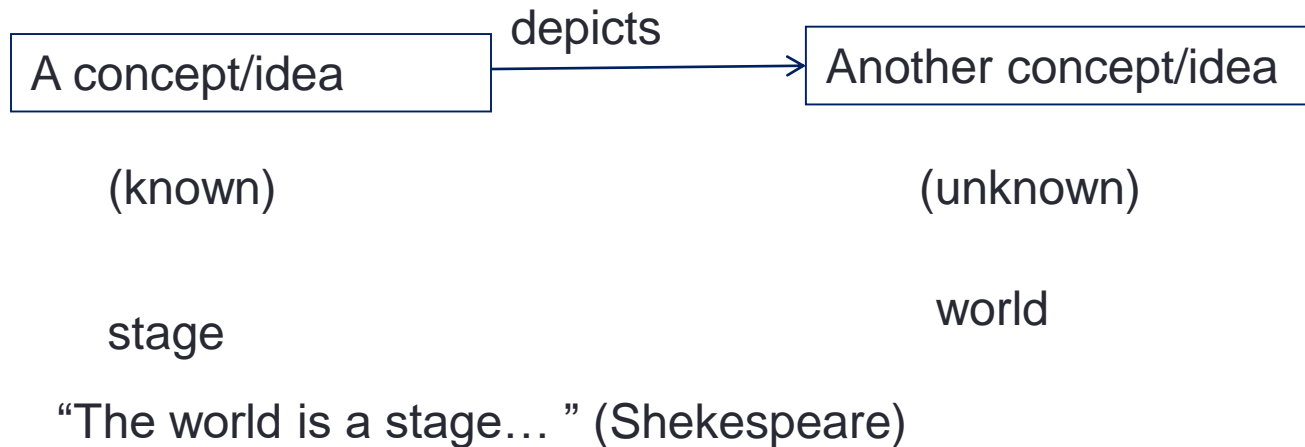 depicts
A concept/idea
Another concept/idea
(known)
(unknown)
stage
world
“The world is a stage… ” (Shekespeare)